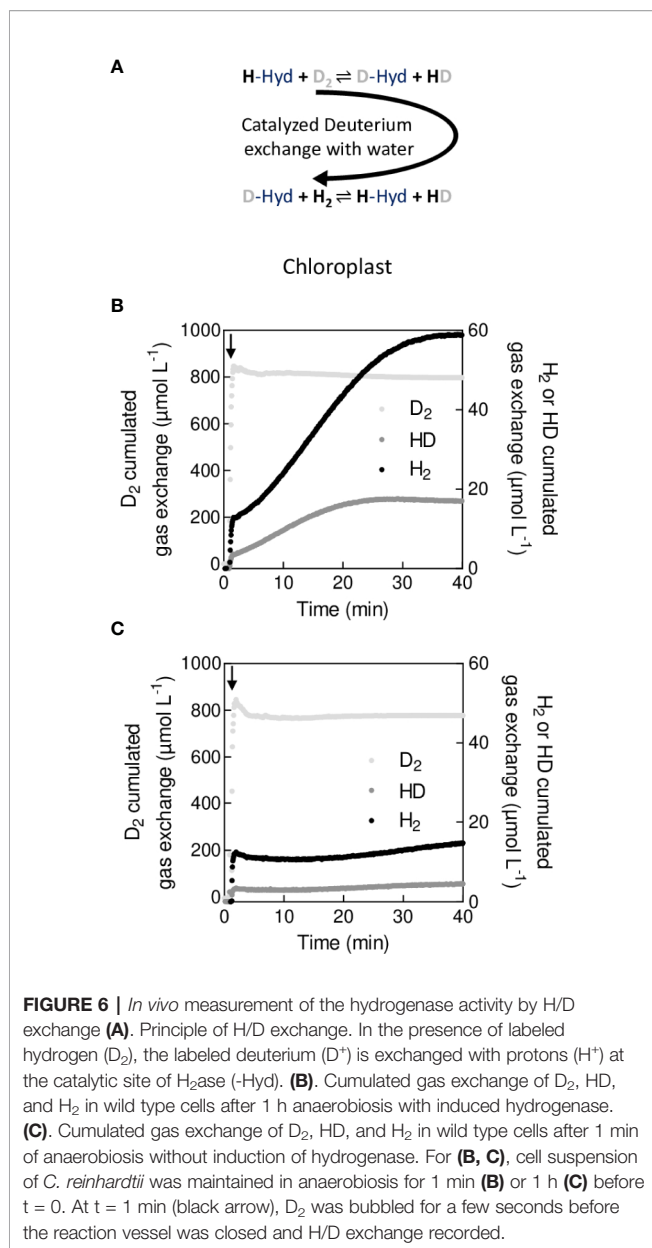 A
H-Hyd + D₂ ⇌ D-Hyd + HD
Catalyzed Deuterium
exchange with water
D-Hyd + H₂ ⇌ H-Hyd + HD
Chloroplast
B
D₂ cumulated
gas exchange (µmol L⁻¹)
1000
800
600
400
200
0
D₂
HD
H₂
60
40
20
0
H₂ or HD cumulated
gas exchange (µmol L⁻¹)
0 10 20 30 40
Time (min)
C
D₂ cumulated
gas exchange (µmol L⁻¹)
1000
800
600
400
200
0
D₂
HD
H₂
60
40
20
0
H₂ or HD cumulated
gas exchange (µmol L⁻¹)
0 10 20 30 40
Time (min)
FIGURE 6 | In vivo measurement of the hydrogenase activity by H/D
exchange (A). Principle of H/D exchange. In the presence of labeled
hydrogen (D₂), the labeled deuterium (D⁺) is exchanged with protons (H⁺) at
the catalytic site of H₂ase (-Hyd). (B). Cumulated gas exchange of D₂, HD,
and H₂ in wild type cells after 1 h anaerobiosis with induced hydrogenase.
(C). Cumulated gas exchange of D₂, HD, and H₂ in wild type cells after 1 min
of anaerobiosis without induction of hydrogenase. For (B, C), cell suspension
of C. reinhardtii was maintained in anaerobiosis for 1 min (B) or 1 h (C) before
t = 0. At t = 1 min (black arrow), D₂ was bubbled for a few seconds before
the reaction vessel was closed and H/D exchange recorded.